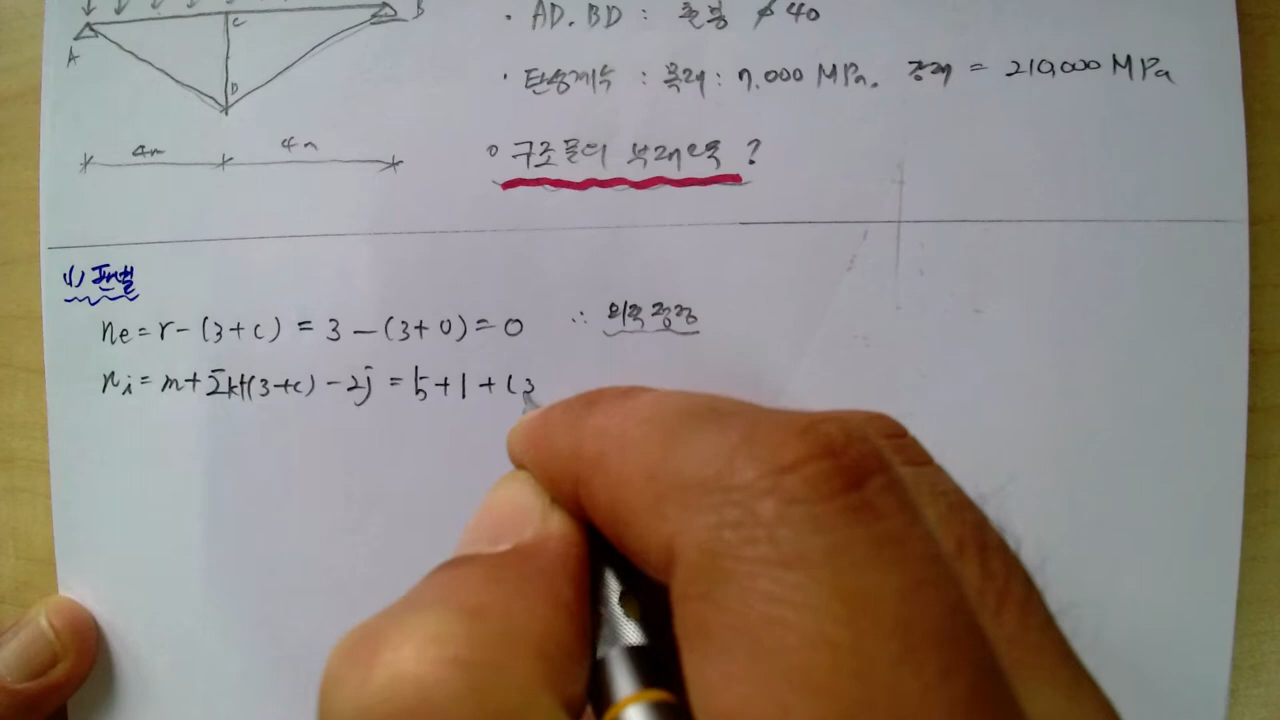 C
B
· AD. BD : 철봉 ϕ40
A
· 탄성계수 : 목재 : 7,000 MPa. 강재 = 210,000 MPa
D
4m 4m
○ 구조물의 부재력 ?
1) 판별
ne = r - (3+c) = 3 - (3+0) = 0 ∴ 외적정정
ni = m + Σk + (3+c) - 2j = 5 + 1 + (3